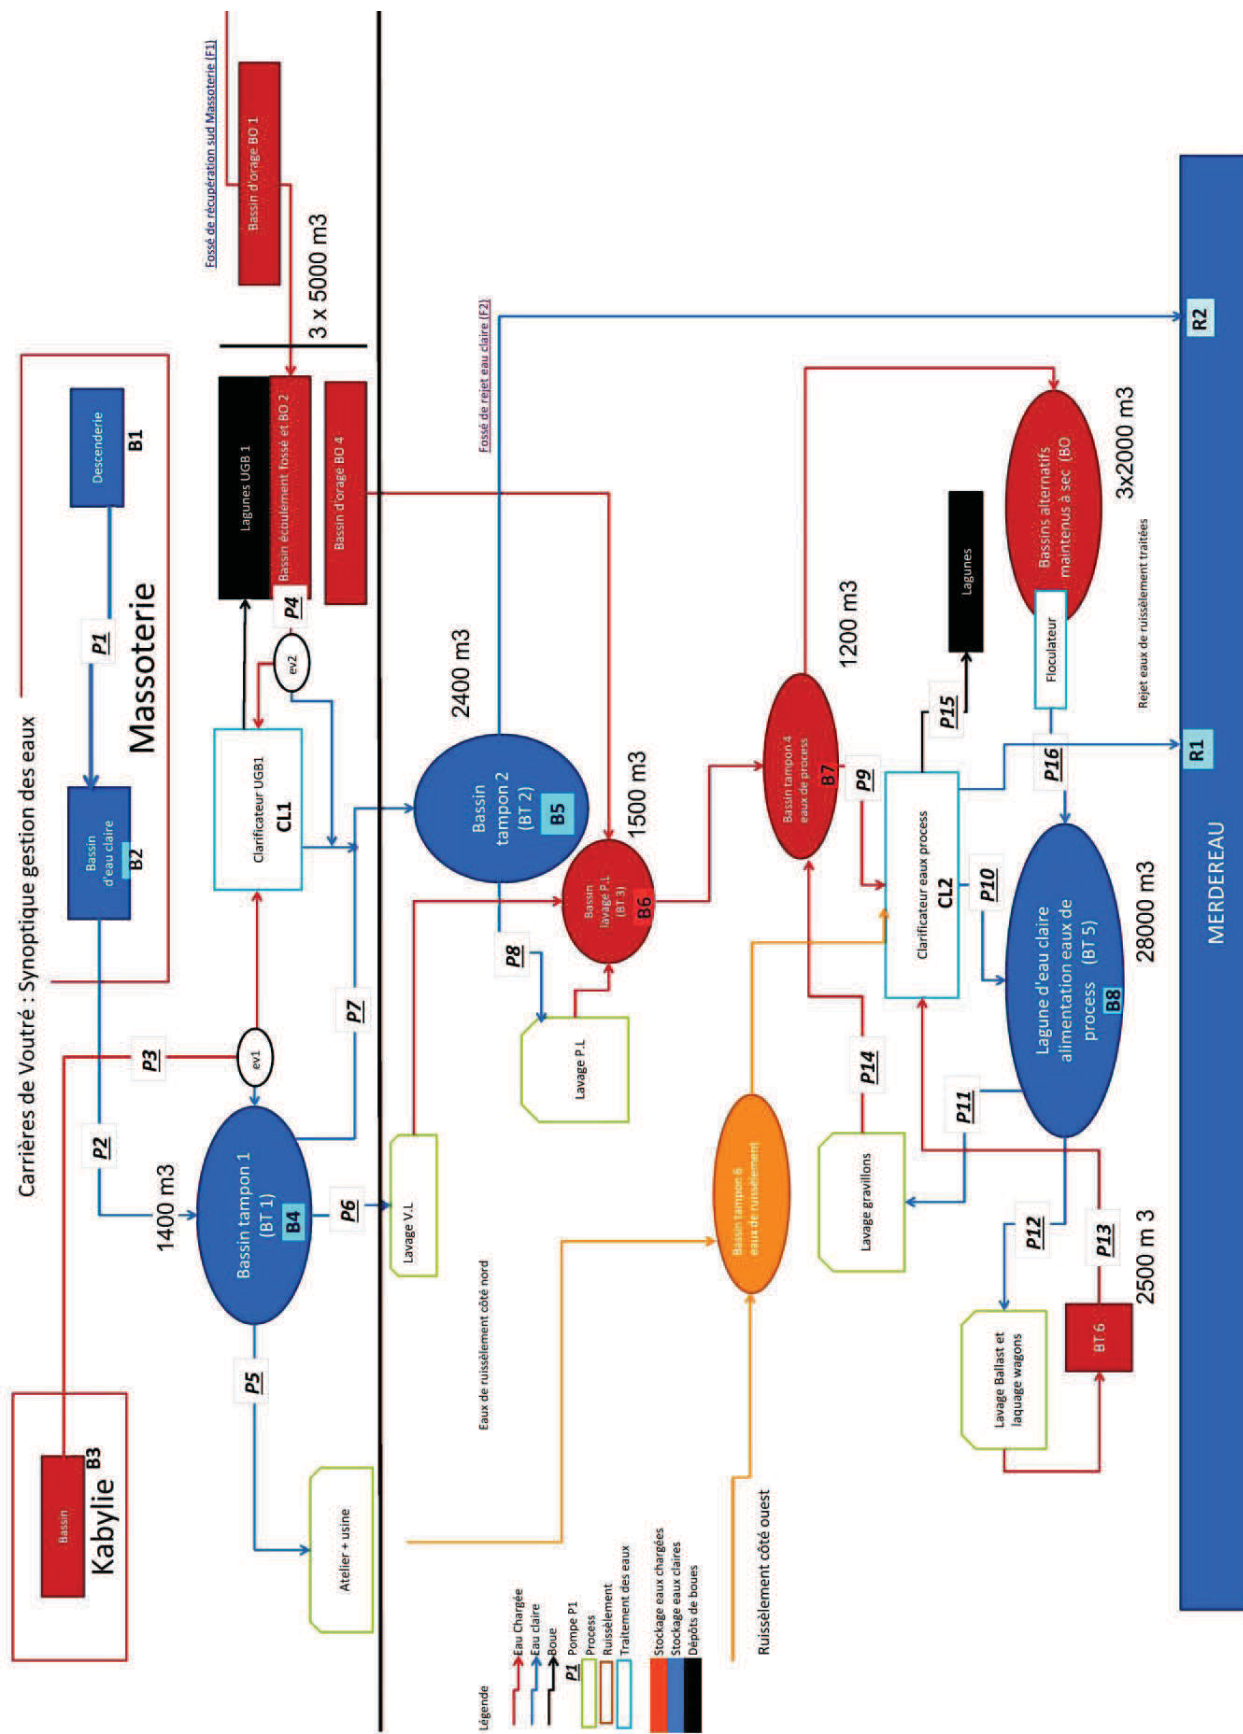 Carrières de Voutré : Synoptique gestion des eaux
Bassin
B3
Kabylie
P3
P2
Bassin
d'eau claire
B2
P1
Descenderie
B1
Massoterie
Fossé de récupération sud Massoterie (F1)
Bassin d'orage BO 1
3 x 5000 m3
1400 m3
Bassin tampon 1
(BT 1)
B4
ev1
Clarificateur UGB1
CL1
ev2
P4
Lagunes UGB 1
Bassin écoulement fossé et BO 2
Bassin d'orage BO 4
P5
P6
P7
Atelier + usine
Lavage V.L
Eaux de ruissèlement côté nord
2400 m3
Bassin
tampon 2
(BT 2)
B5
Fossé de rejet eau claire (F2)
P8
Lavage P.L
1500 m3
Bassin
lavage P.L
(BT 3)
B6
Bassin tampon 6
eaux de ruissèlement
Ruissèlement côté ouest
1200 m3
Bassin tampon 4
eaux de process
B7
P9
P14
Lavage gravillons
Clarificateur eaux process
CL2
P15
Lagunes
P10
P11
Bassins alternatifs
maintenus à sec (BO
3x2000 m3
Floculateur
P16
Rejet eaux de ruissèlement traitées
Lagune d'eau claire
alimentation eaux de
process (BT 5)
B8
28000 m3
P12
P13
Lavage Ballast et
laquage wagons
BT 6
2500 m 3
R1
R2
MERDEREAU
Légende
Eau Chargée
Eau claire
Boue
P1 Pompe P1
Process
Ruissèlement
Traitement des eaux
Stockage eaux chargées
Stockage eaux claires
Dépôts de boues